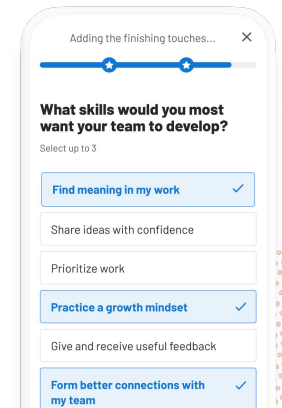 Adding the finishing touches...
What skills would you most
want your team to develop?
Select up to 3
Find meaning in my work
Share ideas with confidence
Prioritize work
Practice a growth mindset
Give and receive useful feedback
Form better connections with
my team